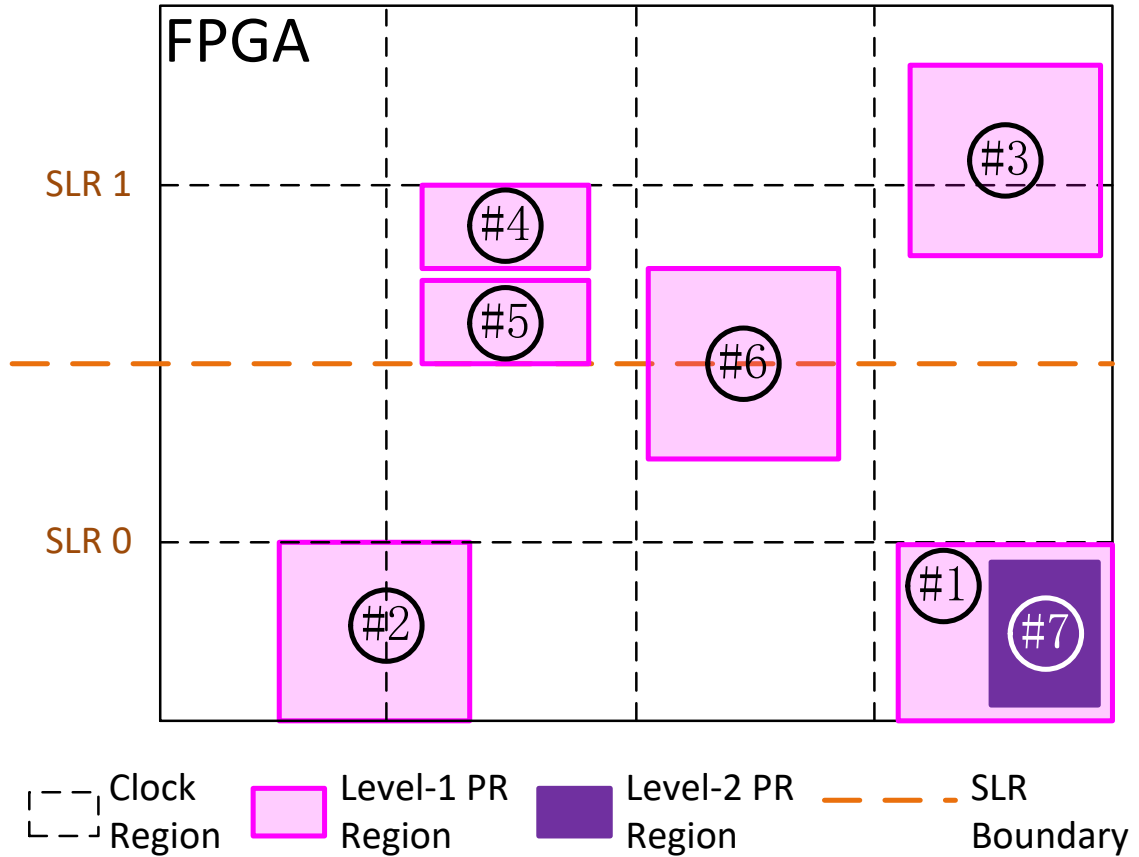 FPGA
#3
SLR 1
#4
#5
#6
SLR 0
#1
#2
#7
Clock
Region
Level-1 PR
Region
Level-2 PR
Region
SLR
Boundary